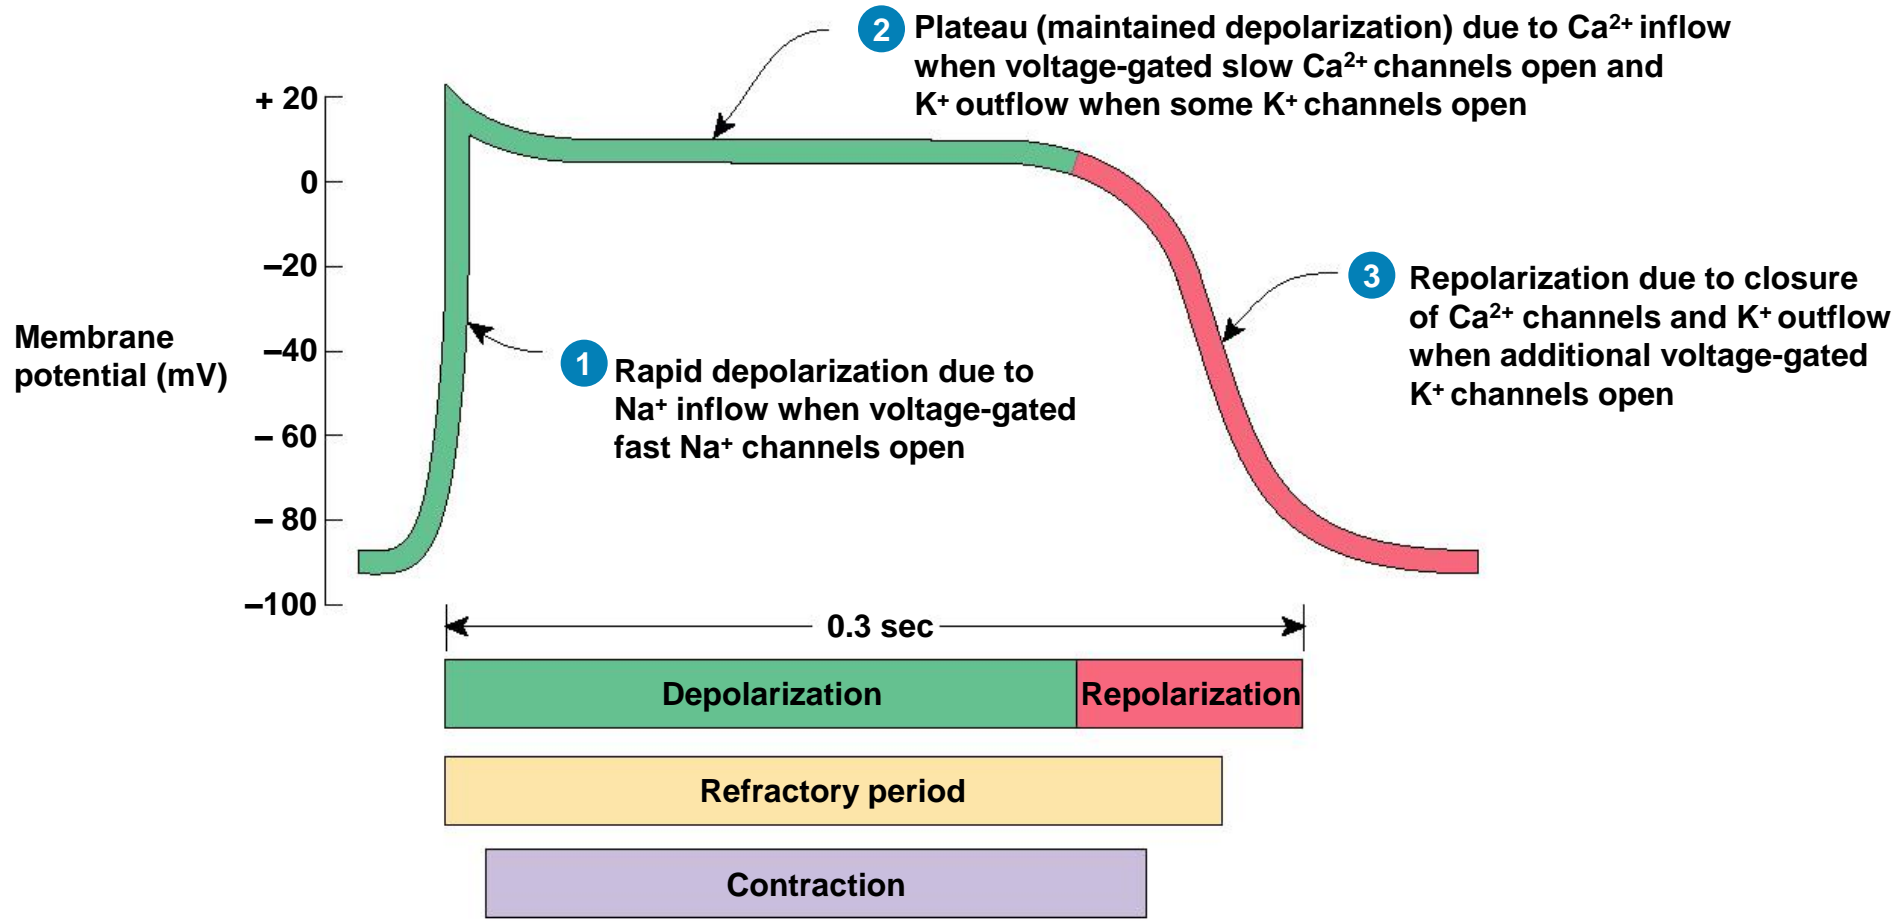 2 Plateau (maintained depolarization) due to Ca²⁺ inflow
when voltage-gated slow Ca²⁺ channels open and
K⁺ outflow when some K⁺ channels open
+ 20
0
–20
–40
– 60
– 80
–100
Membrane
potential (mV)
1 Rapid depolarization due to
Na⁺ inflow when voltage-gated
fast Na⁺ channels open
3 Repolarization due to closure
of Ca²⁺ channels and K⁺ outflow
when additional voltage-gated
K⁺ channels open
0.3 sec
Depolarization Repolarization
Refractory period
Contraction